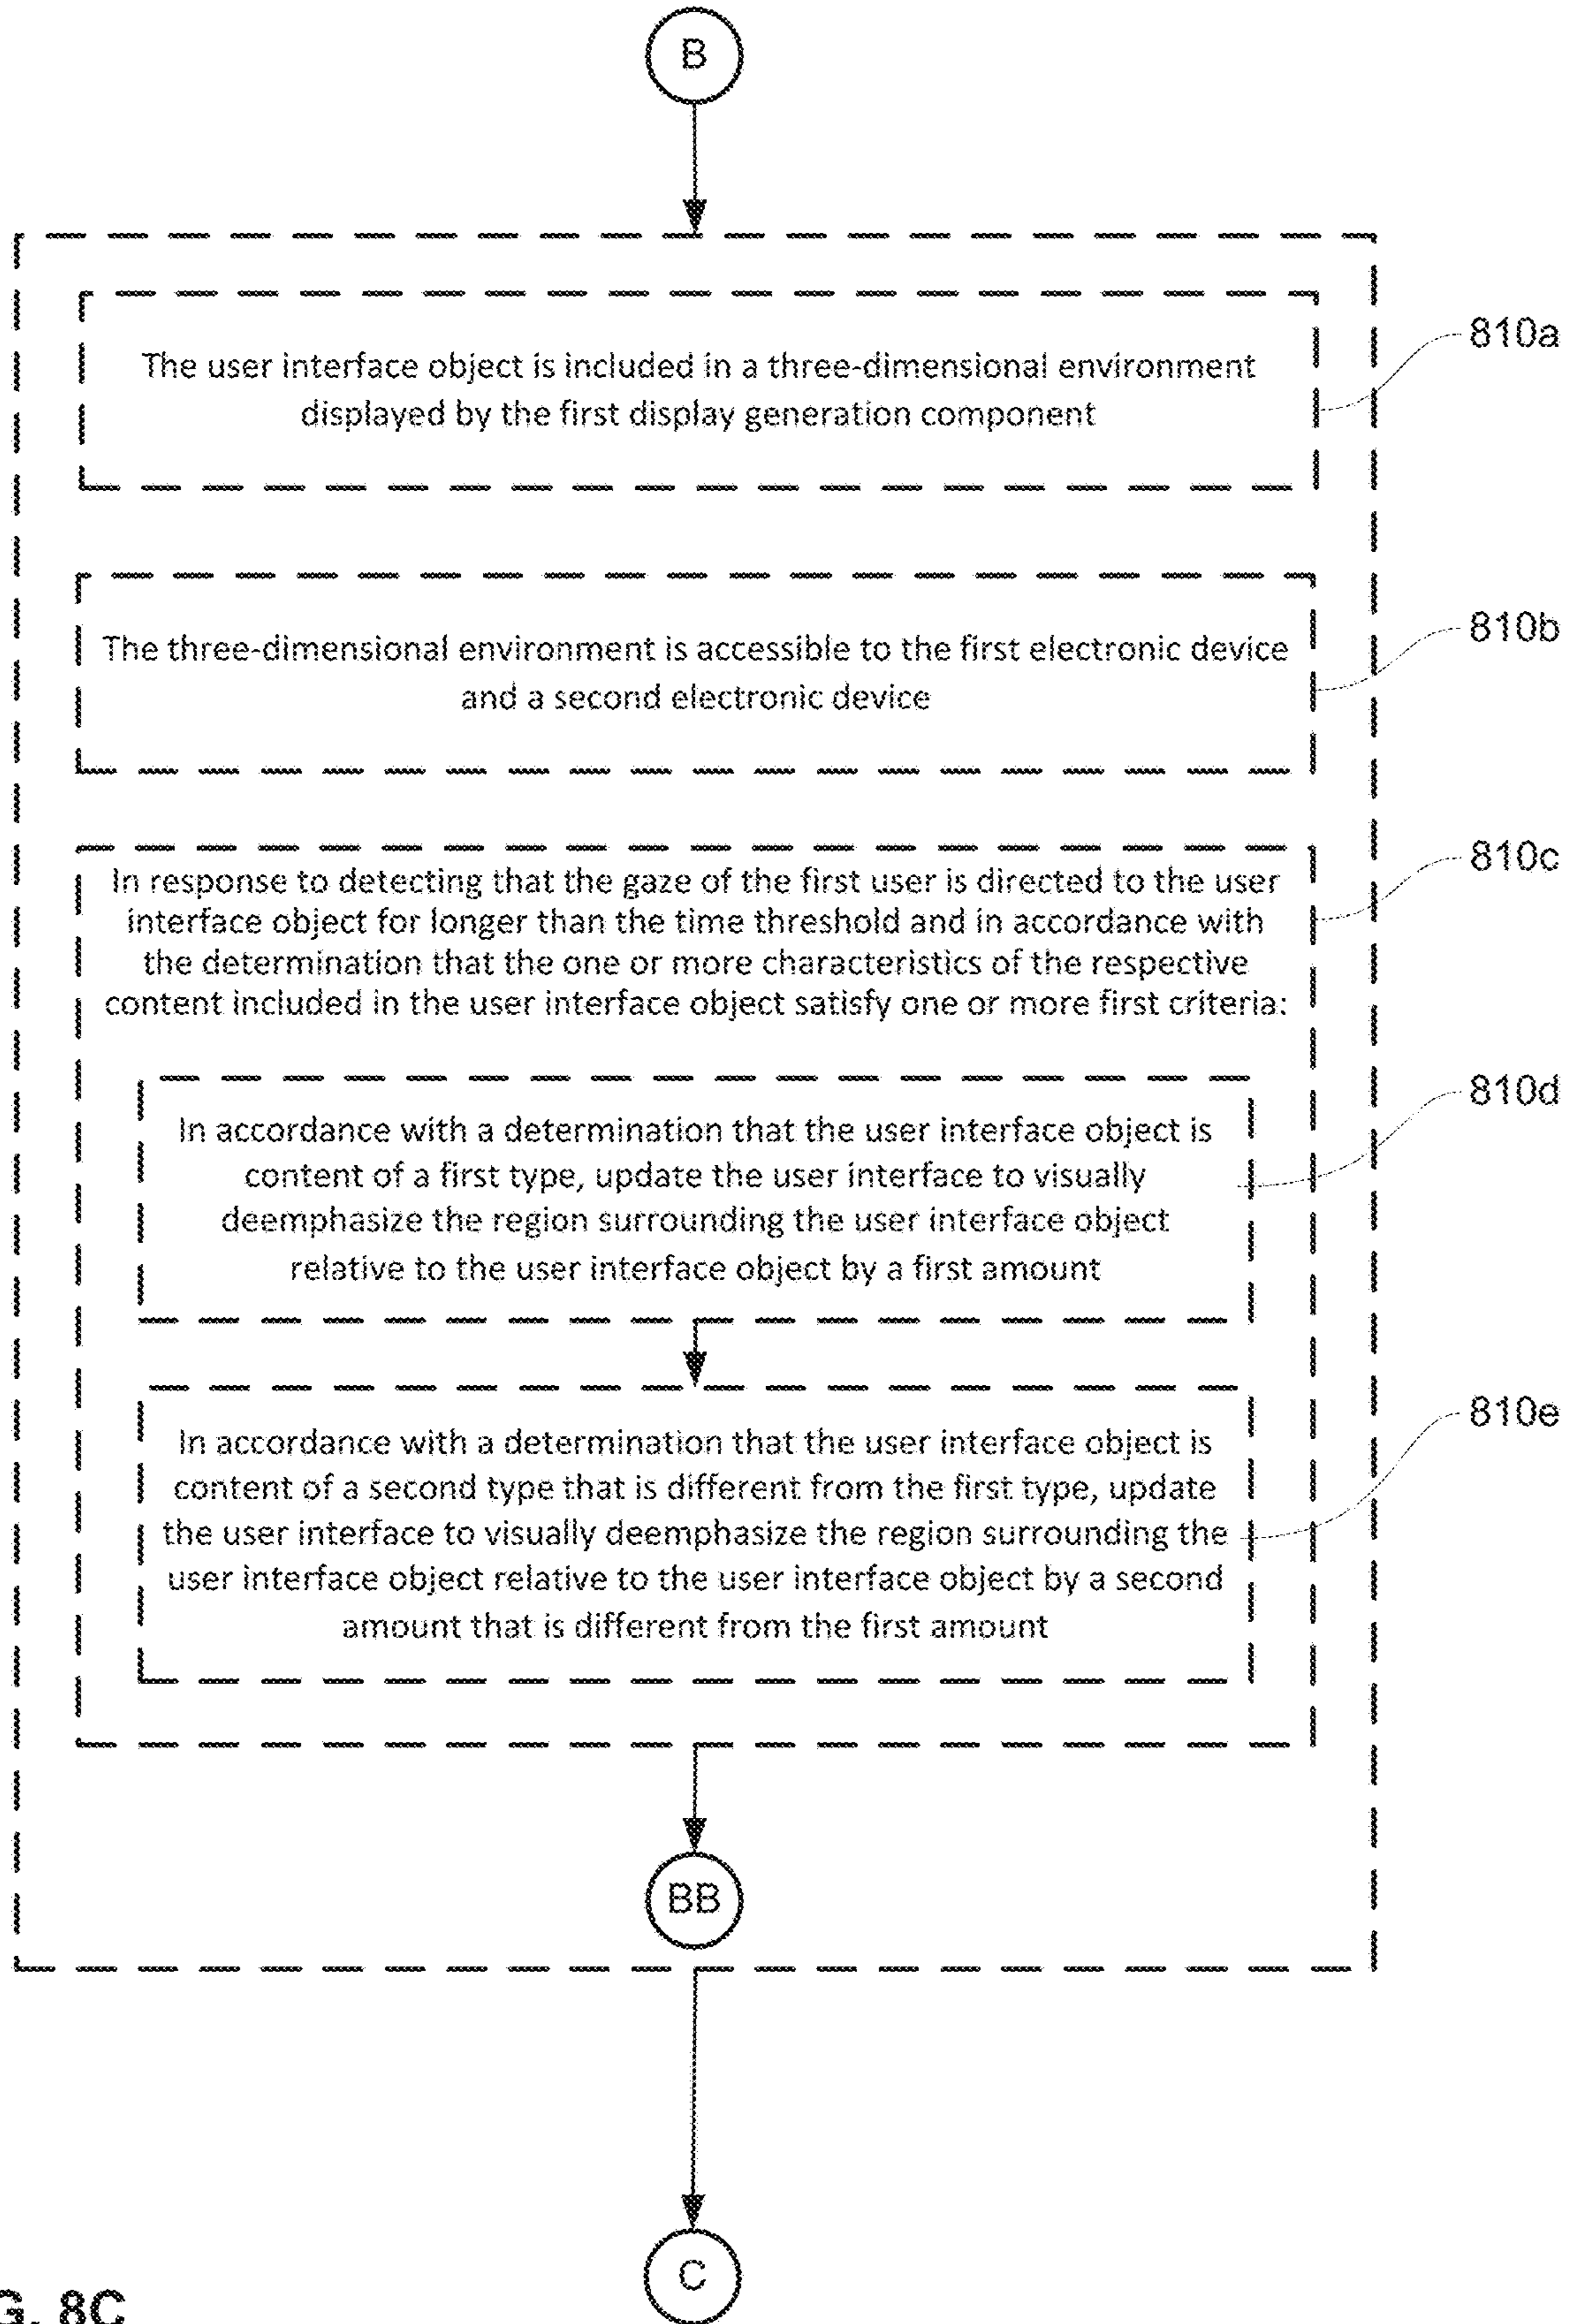 B
The user interface object is included in a three-dimensional environment
displayed by the first display generation component
810a
The three-dimensional environment is accessible to the first electronic device
and a second electronic device
810b
In response to detecting that the gaze of the first user is directed to the user
interface object for longer than the time threshold and in accordance with
the determination that the one or more characteristics of the respective
content included in the user interface object satisfy one or more first criteria:
810c
In accordance with a determination that the user interface object is
content of a first type, update the user interface to visually
deemphasize the region surrounding the user interface object
relative to the user interface object by a first amount
810d
In accordance with a determination that the user interface object is
content of a second type that is different from the first type, update
the user interface to visually deemphasize the region surrounding the
user interface object relative to the user interface object by a second
amount that is different from the first amount
810e
BB
C
G. 8C